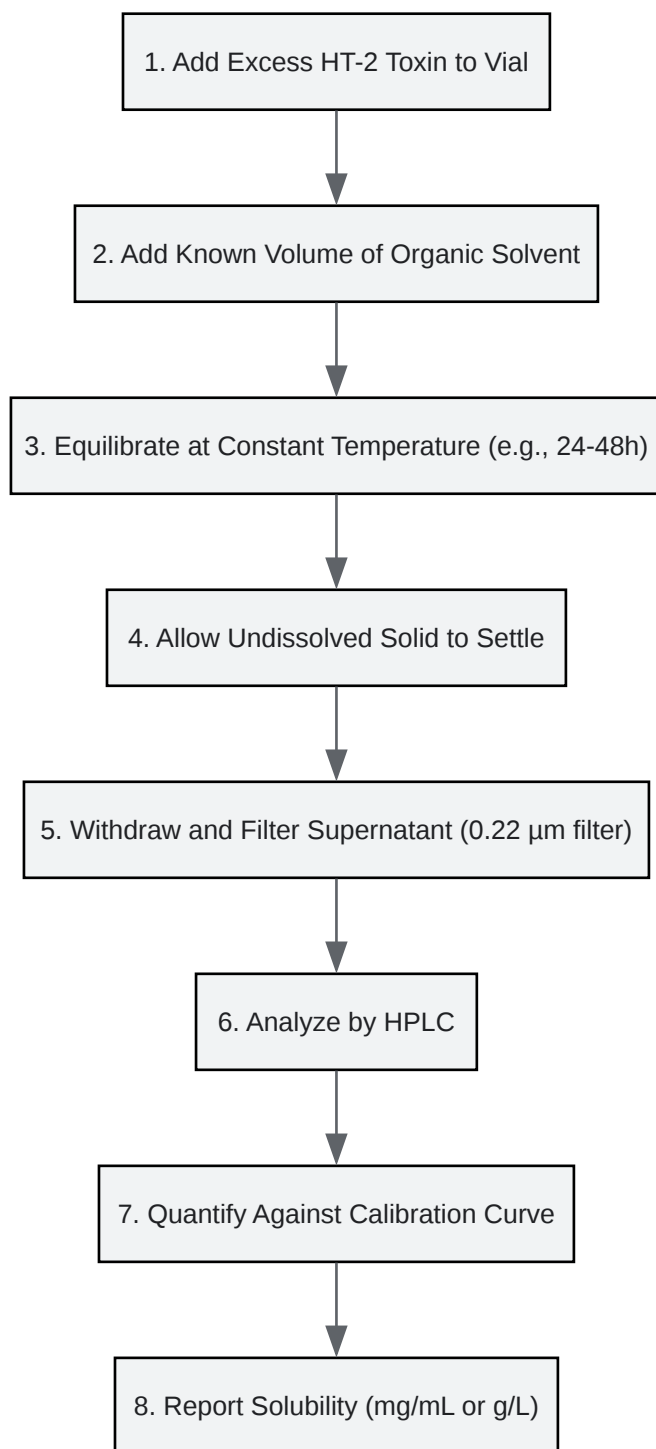 1. Add Excess HT-2 Toxin to Vial
2. Add Known Volume of Organic Solvent
3. Equilibrate at Constant Temperature (e.g., 24-48h)
4. Allow Undissolved Solid to Settle
5. Withdraw and Filter Supernatant (0.22 µm filter)
6. Analyze by HPLC
7. Quantify Against Calibration Curve
8. Report Solubility (mg/mL or g/L)